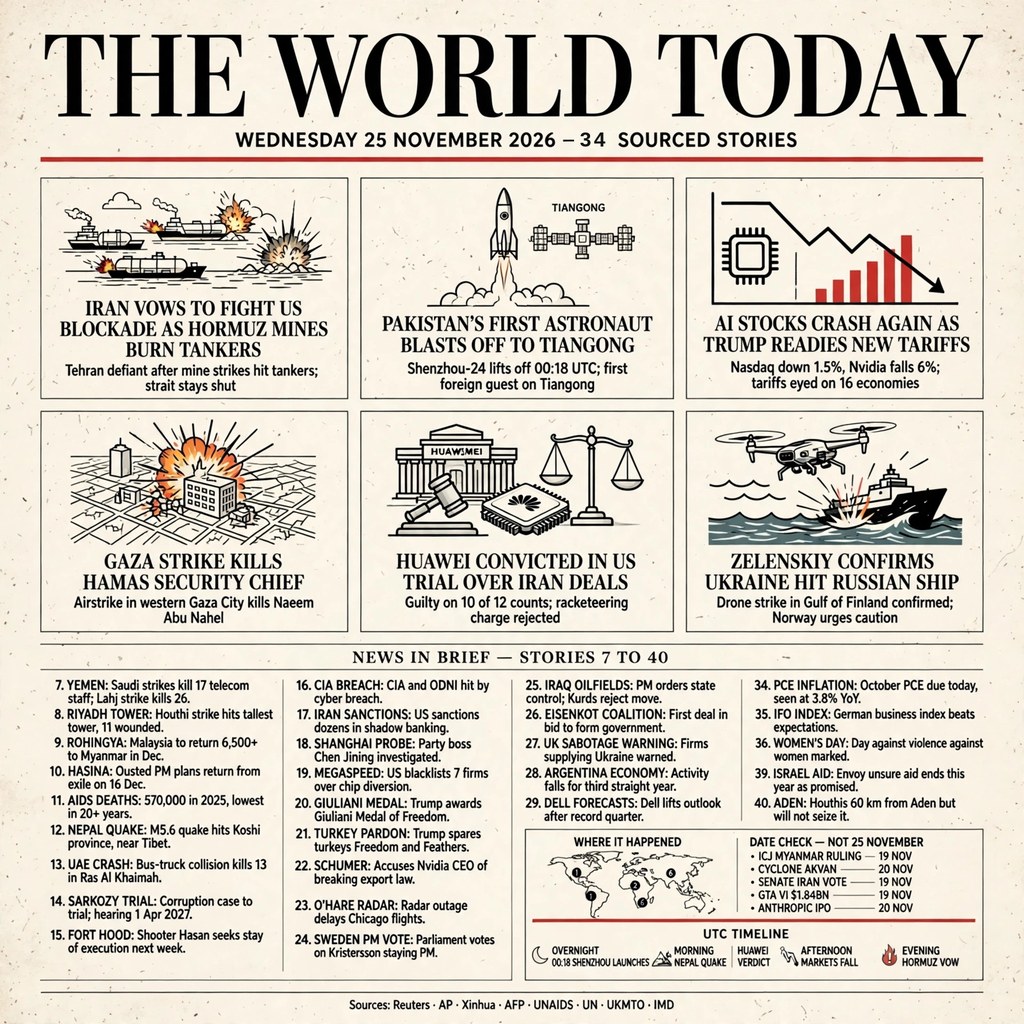 THE WORLD TODAY
WEDNESDAY 25 NOVEMBER 2026 – 34 SOURCED STORIES
IRAN VOWS TO FIGHT US
BLOCKADE AS HORMUZ MINES
BURN TANKERS
Tehran defiant after mine strikes hit tankers;
strait stays shut
TIANGONG
PAKISTAN'S FIRST ASTRONAUT
BLASTS OFF TO TIANGONG
Shenzhou-24 lifts off 00:18 UTC; first
foreign guest on Tiangong
AI STOCKS CRASH AGAIN AS
TRUMP READIES NEW TARIFFS
Nasdaq down 1.5%, Nvidia falls 6%;
tariffs eyed on 16 economies
GAZA STRIKE KILLS
HAMAS SECURITY CHIEF
Airstrike in western Gaza City kills Naeem
Abu Nahel
HUAWEI CONVICTED IN US
TRIAL OVER IRAN DEALS
Guilty on 10 of 12 counts; racketeering
charge rejected
ZELENSKIY CONFIRMS
UKRAINE HIT RUSSIAN SHIP
Drone strike in Gulf of Finland confirmed;
Norway urges caution
NEWS IN BRIEF — STORIES 7 TO 40
7. YEMEN: Saudi strikes kill 17 telecom
staff; Lahj strike kills 26.
8. RIYADH TOWER: Houthi strike hits tallest
tower, 11 wounded.
9. ROHINGYA: Malaysia to return 6,500+
to Myanmar in Dec.
10. HASINA: Ousted PM plans return from
exile on 16 Dec.
11. AIDS DEATHS: 570,000 in 2025, lowest
in 20+ years.
12. NEPAL QUAKE: M5.6 quake hits Koshi
province, near Tibet.
13. UAE CRASH: Bus-truck collision kills 13
in Ras Al Khaimah.
14. SARKOZY TRIAL: Corruption case to
trial; hearing 1 Apr 2027.
15. FORT HOOD: Shooter Hasan seeks stay
of execution next week.
16. CIA BREACH: CIA and ODNI hit by
cyber breach.
17. IRAN SANCTIONS: US sanctions
dozens in shadow banking.
18. SHANGHAI PROBE: Party boss
Chen Jining investigated.
19. MEGASPEED: US blacklists 7 firms
over chip diversion.
20. GIULIANI MEDAL: Trump awards
Giuliani Medal of Freedom.
21. TURKEY PARDON: Trump spares
turkeys Freedom and Feathers.
22. SCHUMER: Accuses Nvidia CEO of
breaking export law.
23. O'HARE RADAR: Radar outage
delays Chicago flights.
24. SWEDEN PM VOTE: Parliament votes
on Kristersson staying PM.
25. IRAQ OILFIELDS: PM orders state
control; Kurds reject move.
26. EISENKOT COALITION: First deal in
bid to form government.
27. UK SABOTAGE WARNING: Firms
supplying Ukraine warned.
28. ARGENTINA ECONOMY: Activity
falls for third straight year.
29. DELL FORECASTS: Dell lifts outlook
after record quarter.
34. PCE INFLATION: October PCE due today,
seen at 3.8% YoY.
35. IFO INDEX: German business index beats
expectations.
36. WOMEN'S DAY: Day against violence against
women marked.
39. ISRAEL AID: Envoy unsure aid ends this
year as promised.
40. ADEN: Houthis 60 km from Aden but
will not seize it.
WHERE IT HAPPENED
1
1
2
6
6
DATE CHECK — NOT 25 NOVEMBER
• ICJ MYANMAR RULING — 19 NOV
• CYCLONE AKVAN — 20 NOV
• SENATE IRAN VOTE — 19 NOV
• GTA VI $1.84BN — 19 NOV
• ANTHROPIC IPO — 20 NOV
UTC TIMELINE
OVERNIGHT
00:18 SHENZHOU LAUNCHES
MORNING
NEPAL QUAKE
HUAWEI
VERDICT
AFTERNOON
MARKETS FALL
EVENING
HORMUZ VOW
Sources: Reuters · AP · Xinhua · AFP · UNAIDS · UN · UKMTO · IMD